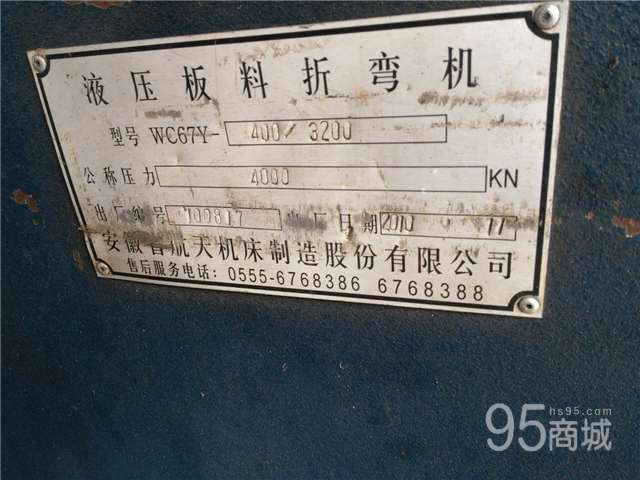 液压板料折弯机
型号 WC67Y- 400/3200
公称压力 4000 KN
出厂编号 出厂日期 2010
安徽省航天机床制造股份有限公司
售后服务电话: 0555-6768386 6768388
hs95.com
95商城